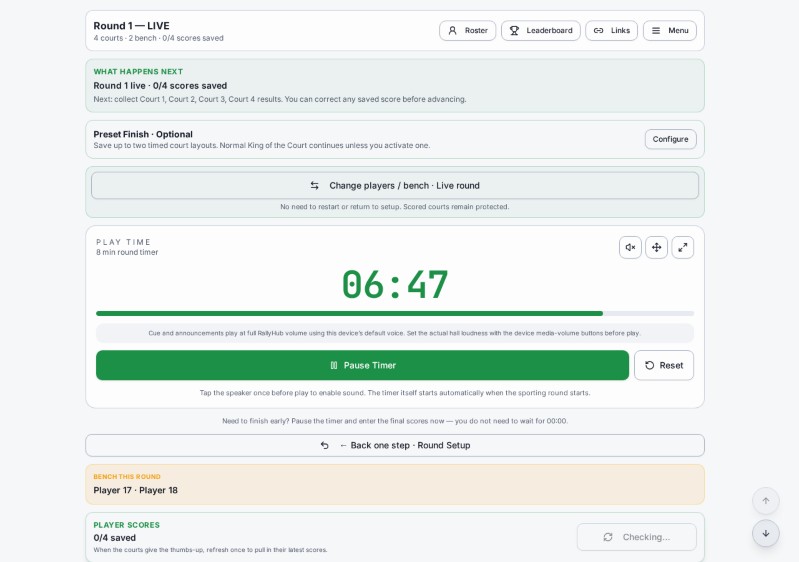 Round 1 — LIVE
4 courts · 2 bench · 0/4 scores saved
Roster
Leaderboard
Links
Menu
WHAT HAPPENS NEXT
Round 1 live · 0/4 scores saved
Next: collect Court 1, Court 2, Court 3, Court 4 results. You can correct any saved score before advancing.
Preset Finish · Optional
Save up to two timed court layouts. Normal King of the Court continues unless you activate one.
Configure
Change players / bench · Live round
No need to restart or return to setup. Scored courts remain protected.
PLAY TIME
8 min round timer
06:47
Cue and announcements play at full RallyHub volume using this device's default voice. Set the actual hall loudness with the device media-volume buttons before play.
Pause Timer
Reset
Tap the speaker once before play to enable sound. The timer itself starts automatically when the sporting round starts.
Need to finish early? Pause the timer and enter the final scores now — you do not need to wait for 00:00.
← Back one step · Round Setup
BENCH THIS ROUND
Player 17 · Player 18
PLAYER SCORES
0/4 saved
When the courts give the thumbs-up, refresh once to pull in their latest scores.
Checking...